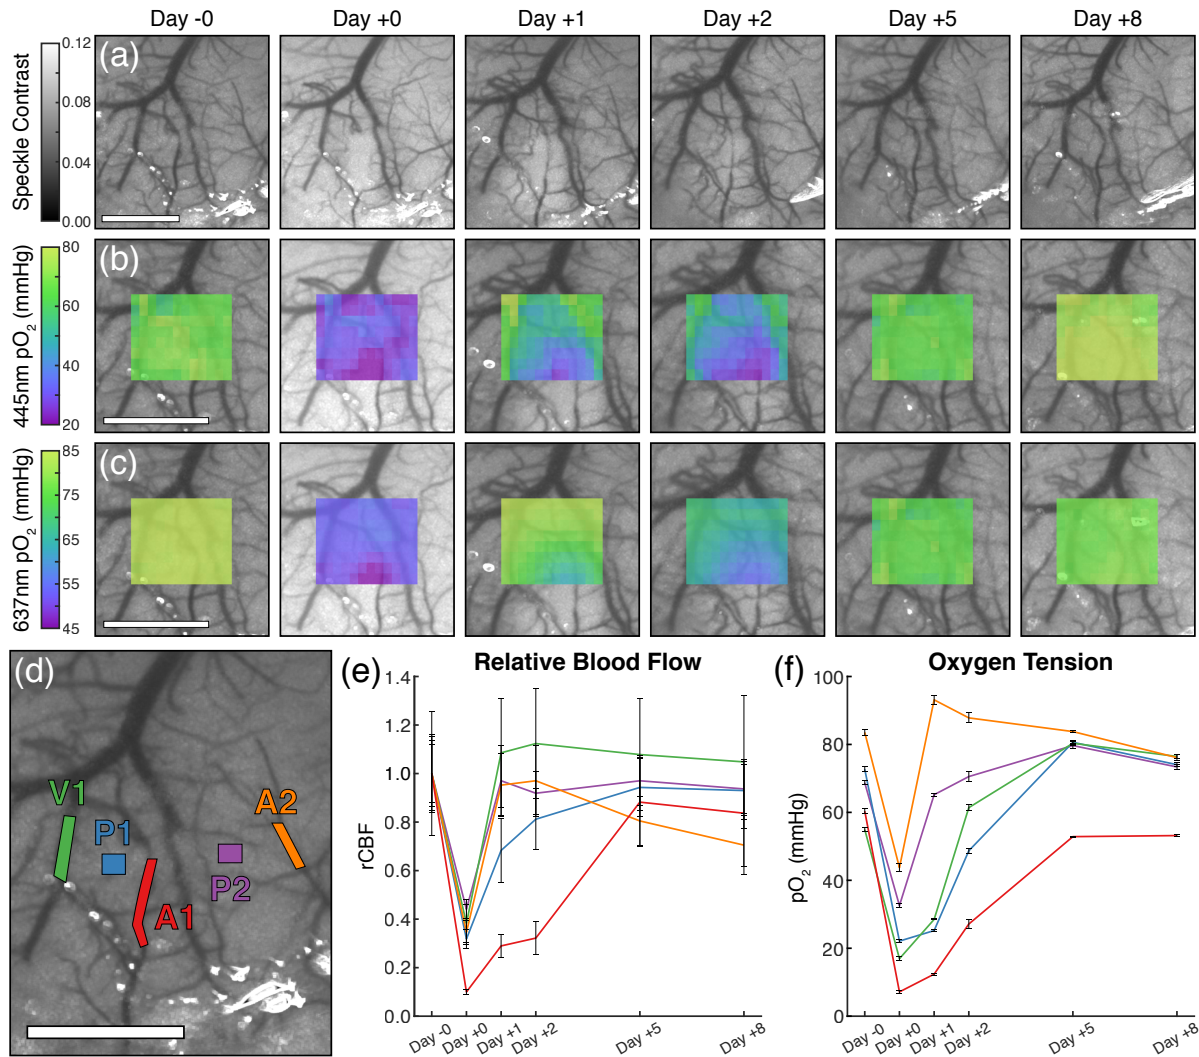 Day -0 Day +0 Day +1 Day +2 Day +5 Day +8
(a)
Speckle Contrast
0.12
0.08
0.04
0.00
(b)
445nm pO2 (mmHg)
80
60
40
20
(c)
637nm pO2 (mmHg)
85
75
65
55
45
(d)
V1
P1
A2
P2
A1
(e)
Relative Blood Flow
rCBF
1.4
1.2
1.0
0.8
0.6
0.4
0.2
0.0
Day -0 Day +0 Day +1 Day +2 Day +5 Day +8
(f)
Oxygen Tension
pO2 (mmHg)
100
80
60
40
20
0
Day -0 Day +0 Day +1 Day +2 Day +5 Day +8